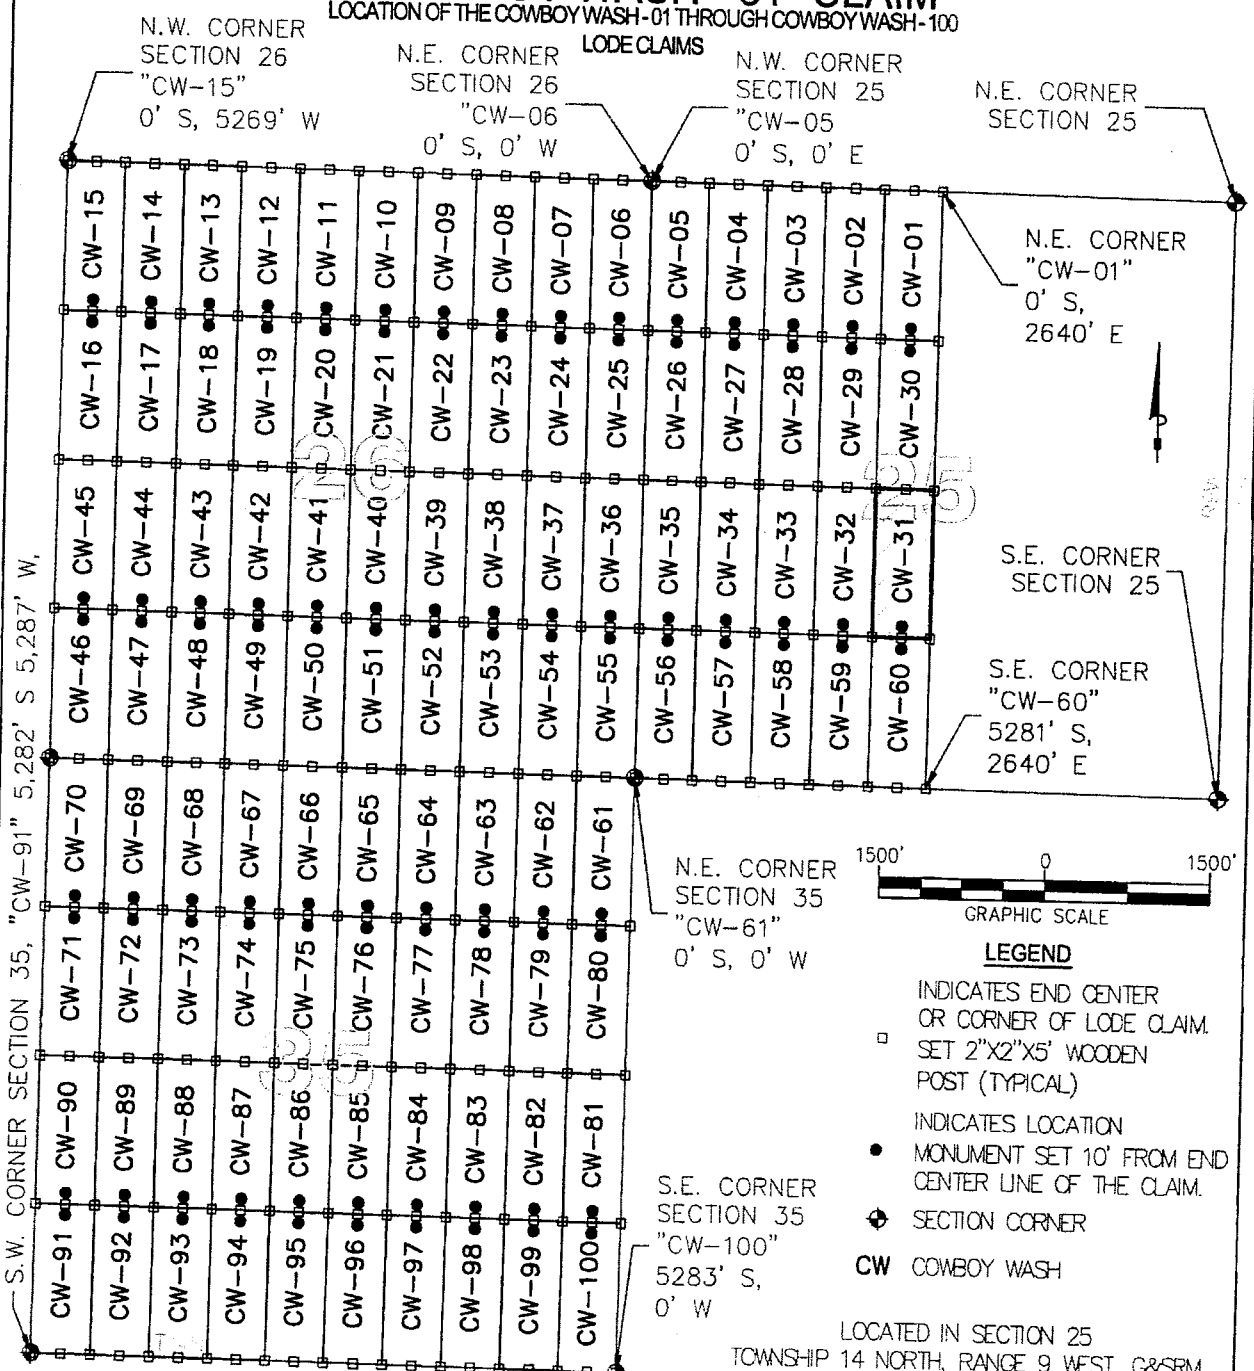 WASH - 01 CLAIM
LOCATION OF THE COWBOY WASH - 01 THROUGH COWBOY WASH - 100
LODE CLAIMS
N.W. CORNER
SECTION 26
"CW-15"
0' S, 5269' W
N.E. CORNER
SECTION 26
"CW-06
0' S, 0' W
N.W. CORNER
SECTION 25
"CW-05
0' S, 0' E
N.E. CORNER
SECTION 25
CW-15 CW-14 CW-13 CW-12 CW-11 CW-10 CW-09 CW-08 CW-07 CW-06 CW-05 CW-04 CW-03 CW-02 CW-01
N.E. CORNER
"CW-01"
0' S,
2640' E
CW-16 CW-17 CW-18 CW-19 CW-20 CW-21 CW-22 CW-23 CW-24 CW-25 CW-26 CW-27 CW-28 CW-29 CW-30
26
25
CW-45 CW-44 CW-43 CW-42 CW-41 CW-40 CW-39 CW-38 CW-37 CW-36 CW-35 CW-34 CW-33 CW-32 CW-31
S.E. CORNER
SECTION 25
CW-46 CW-47 CW-48 CW-49 CW-50 CW-51 CW-52 CW-53 CW-54 CW-55 CW-56 CW-57 CW-58 CW-59 CW-60
S.E. CORNER
"CW-60"
5281' S,
2640' E
CW-70 CW-69 CW-68 CW-67 CW-66 CW-65 CW-64 CW-63 CW-62 CW-61
N.E. CORNER
SECTION 35
"CW-61"
0' S, 0' W
CW-71 CW-72 CW-73 CW-74 CW-75 CW-76 CW-77 CW-78 CW-79 CW-80
35
CW-90 CW-89 CW-88 CW-87 CW-86 CW-85 CW-84 CW-83 CW-82 CW-81
CW-91 CW-92 CW-93 CW-94 CW-95 CW-96 CW-97 CW-98 CW-99 CW-100
S.E. CORNER
SECTION 35
"CW-100"
5283' S,
0' W
S.W. CORNER SECTION 35, "CW-91" 5,282' S 5,287' W,
1500' 0 1500'
GRAPHIC SCALE
LEGEND
INDICATES END CENTER
OR CORNER OF LODE CLAIM.
SET 2"X2"X5' WOODEN
POST (TYPICAL)
INDICATES LOCATION
MONUMENT SET 10' FROM END
CENTER LINE OF THE CLAIM.
SECTION CORNER
CW COWBOY WASH
LOCATED IN SECTION 25
TOWNSHIP 14 NORTH, RANGE 9 WEST, G&SRM